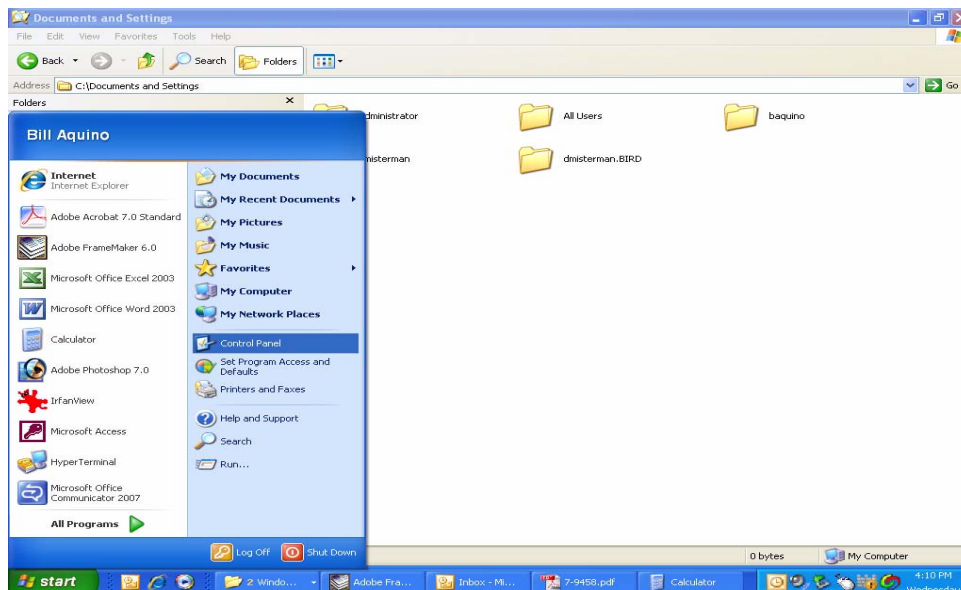 Documents and Settings
File Edit View Favorites Tools Help
Back Search Folders
Address C:\Documents and Settings Go
Folders
Bill Aquino
Internet
Internet Explorer
Adobe Acrobat 7.0 Standard
Adobe FrameMaker 6.0
Microsoft Office Excel 2003
Microsoft Office Word 2003
Calculator
Adobe Photoshop 7.0
IrfanView
Microsoft Access
HyperTerminal
Microsoft Office
Communicator 2007
All Programs
My Documents
My Recent Documents
My Pictures
My Music
Favorites
My Computer
My Network Places
Control Panel
Set Program Access and
Defaults
Printers and Faxes
Help and Support
Search
Run...
Log Off Shut Down
dministrator All Users baquino
misterman dmisterman.BIRD
0 bytes My Computer
start 2 Windo... Adobe Fra... Inbox - Mi... 7-9458.pdf Calculator 4:10 PM
Wednesday